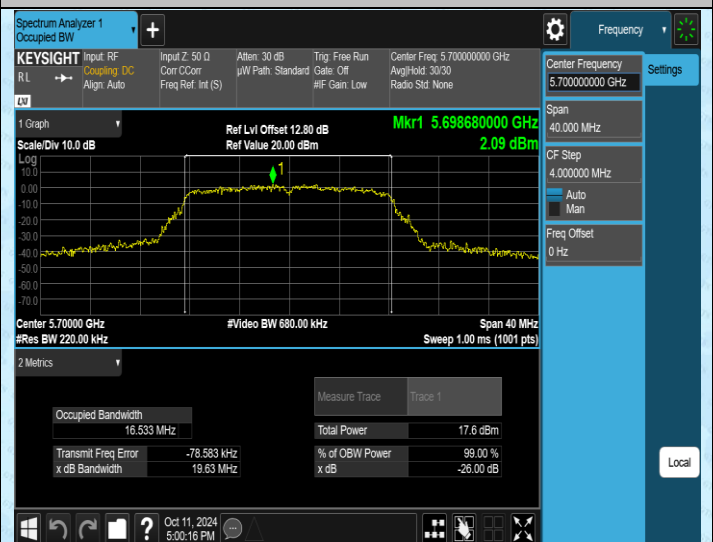 Spectrum Analyzer 1
Occupied BW
+
Frequency
KEYSIGHT
RL
Input: RF
Coupling: DC
Align: Auto
Input Z: 50 Ω
Corr CCorr
Freq Ref: Int (S)
Atten: 30 dB
µW Path: Standard
Trig: Free Run
Gate: Off
#IF Gain: Low
Center Freq: 5.700000000 GHz
Avg|Hold: 30/30
Radio Std: None
LXI
Center Frequency
5.700000000 GHz
Settings
Span
40.000 MHz
CF Step
4.000000 MHz
Auto
Man
Freq Offset
0 Hz
Local
1 Graph
Scale/Div 10.0 dB
Ref Lvl Offset 12.80 dB
Ref Value 20.00 dBm
Mkr1 5.698680000 GHz
2.09 dBm
Log
10.0
0.00
-10.0
-20.0
-30.0
-40.0
-50.0
-60.0
-70.0
1
Center 5.70000 GHz
#Res BW 220.00 kHz
#Video BW 680.00 kHz
Span 40 MHz
Sweep 1.00 ms (1001 pts)
2 Metrics
Measure Trace
Trace 1
Occupied Bandwidth
16.533 MHz
Total Power
17.6 dBm
Transmit Freq Error
-78.583 kHz
% of OBW Power
99.00 %
x dB Bandwidth
19.63 MHz
x dB
-26.00 dB
?
Oct 11, 2024
5:00:16 PM